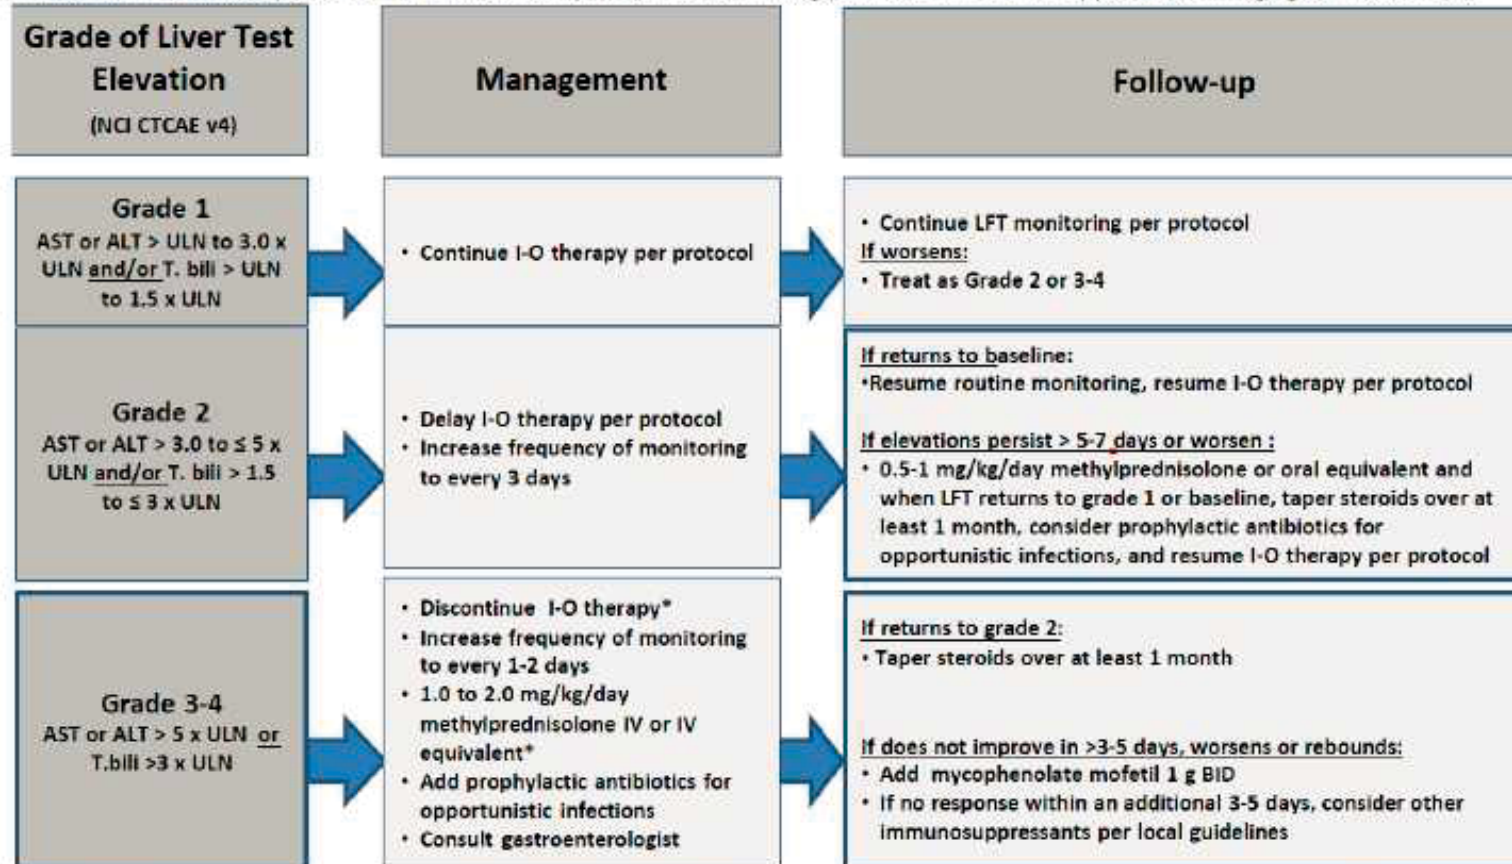 Grade of Liver Test
Elevation
(NCI CTCAE v4)
Management
Follow-up
Grade 1
AST or ALT > ULN to 3.0 x
ULN and/or T. bili > ULN
to 1.5 x ULN
• Continue I-O therapy per protocol
• Continue LFT monitoring per protocol
If worsens:
• Treat as Grade 2 or 3-4
Grade 2
AST or ALT > 3.0 to ≤ 5 x
ULN and/or T. bili > 1.5
to ≤ 3 x ULN
• Delay I-O therapy per protocol
• Increase frequency of monitoring
to every 3 days
If returns to baseline:
•Resume routine monitoring, resume I-O therapy per protocol
If elevations persist > 5-7 days or worsen :
• 0.5-1 mg/kg/day methylprednisolone or oral equivalent and
when LFT returns to grade 1 or baseline, taper steroids over at
least 1 month, consider prophylactic antibiotics for
opportunistic infections, and resume I-O therapy per protocol
Grade 3-4
AST or ALT > 5 x ULN or
T.bili >3 x ULN
• Discontinue I-O therapy*
• Increase frequency of monitoring
to every 1-2 days
• 1.0 to 2.0 mg/kg/day
methylprednisolone IV or IV
equivalent*
• Add prophylactic antibiotics for
opportunistic infections
• Consult gastroenterologist
If returns to grade 2:
• Taper steroids over at least 1 month
If does not improve in >3-5 days, worsens or rebounds:
• Add mycophenolate mofetil 1 g BID
• If no response within an additional 3-5 days, consider other
immunosuppressants per local guidelines